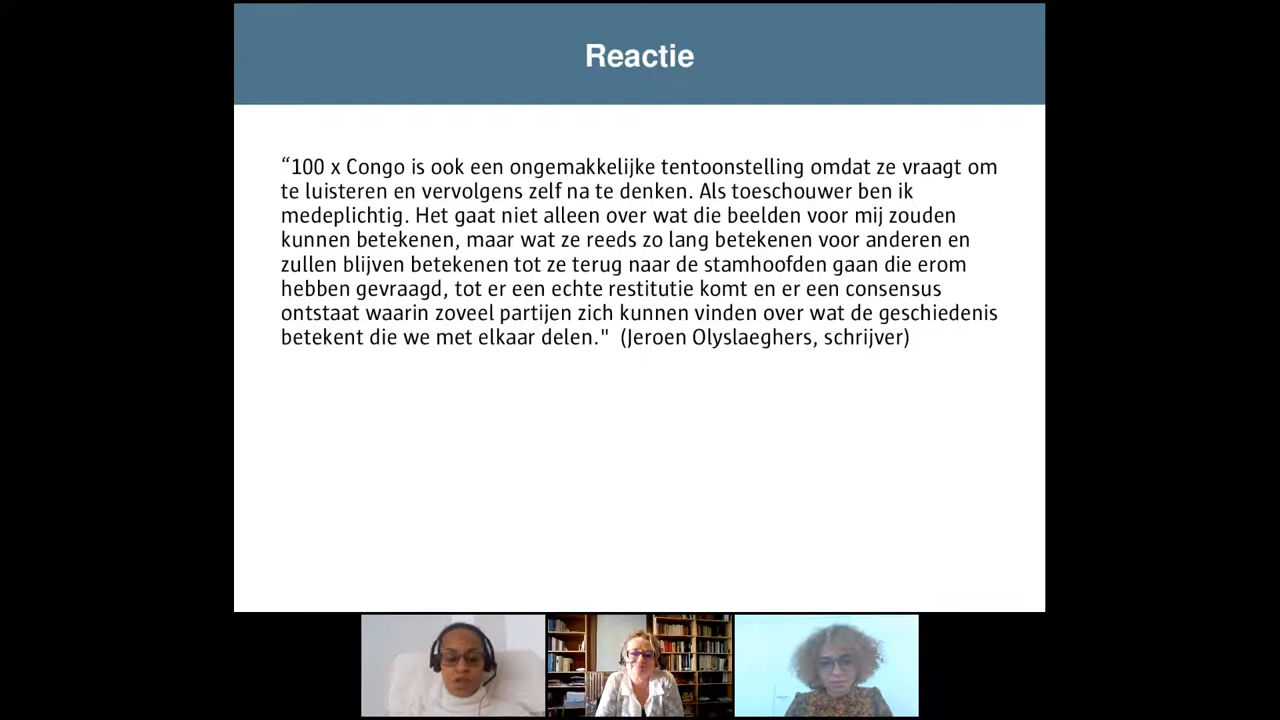 Reactie
“100 x Congo is ook een ongemakkelijke tentoonstelling omdat ze vraagt om
te luisteren en vervolgens zelf na te denken. Als toeschouwer ben ik
medeplichtig. Het gaat niet alleen over wat die beelden voor mij zouden
kunnen betekenen, maar wat ze reeds zo lang betekenen voor anderen en
zullen blijven betekenen tot ze terug naar de stamhoofden gaan die erom
hebben gevraagd, tot er een echte restitutie komt en er een consensus
ontstaat waarin zoveel partijen zich kunnen vinden over wat de geschiedenis
betekent die we met elkaar delen."  (Jeroen Olyslaeghers, schrijver)